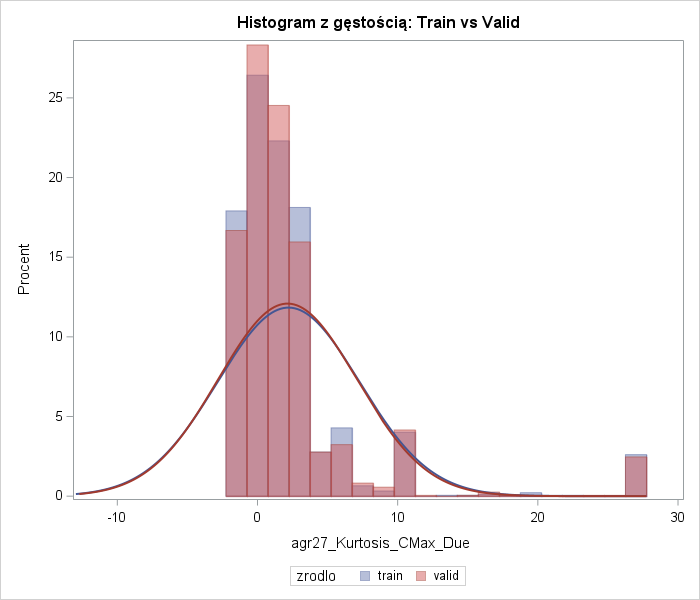 Histogram z gęstością: Train vs Valid
25
20
15
10
5
0
Procent
-10
0
10
20
30
agr27_Kurtosis_CMax_Due
zrodlo train valid